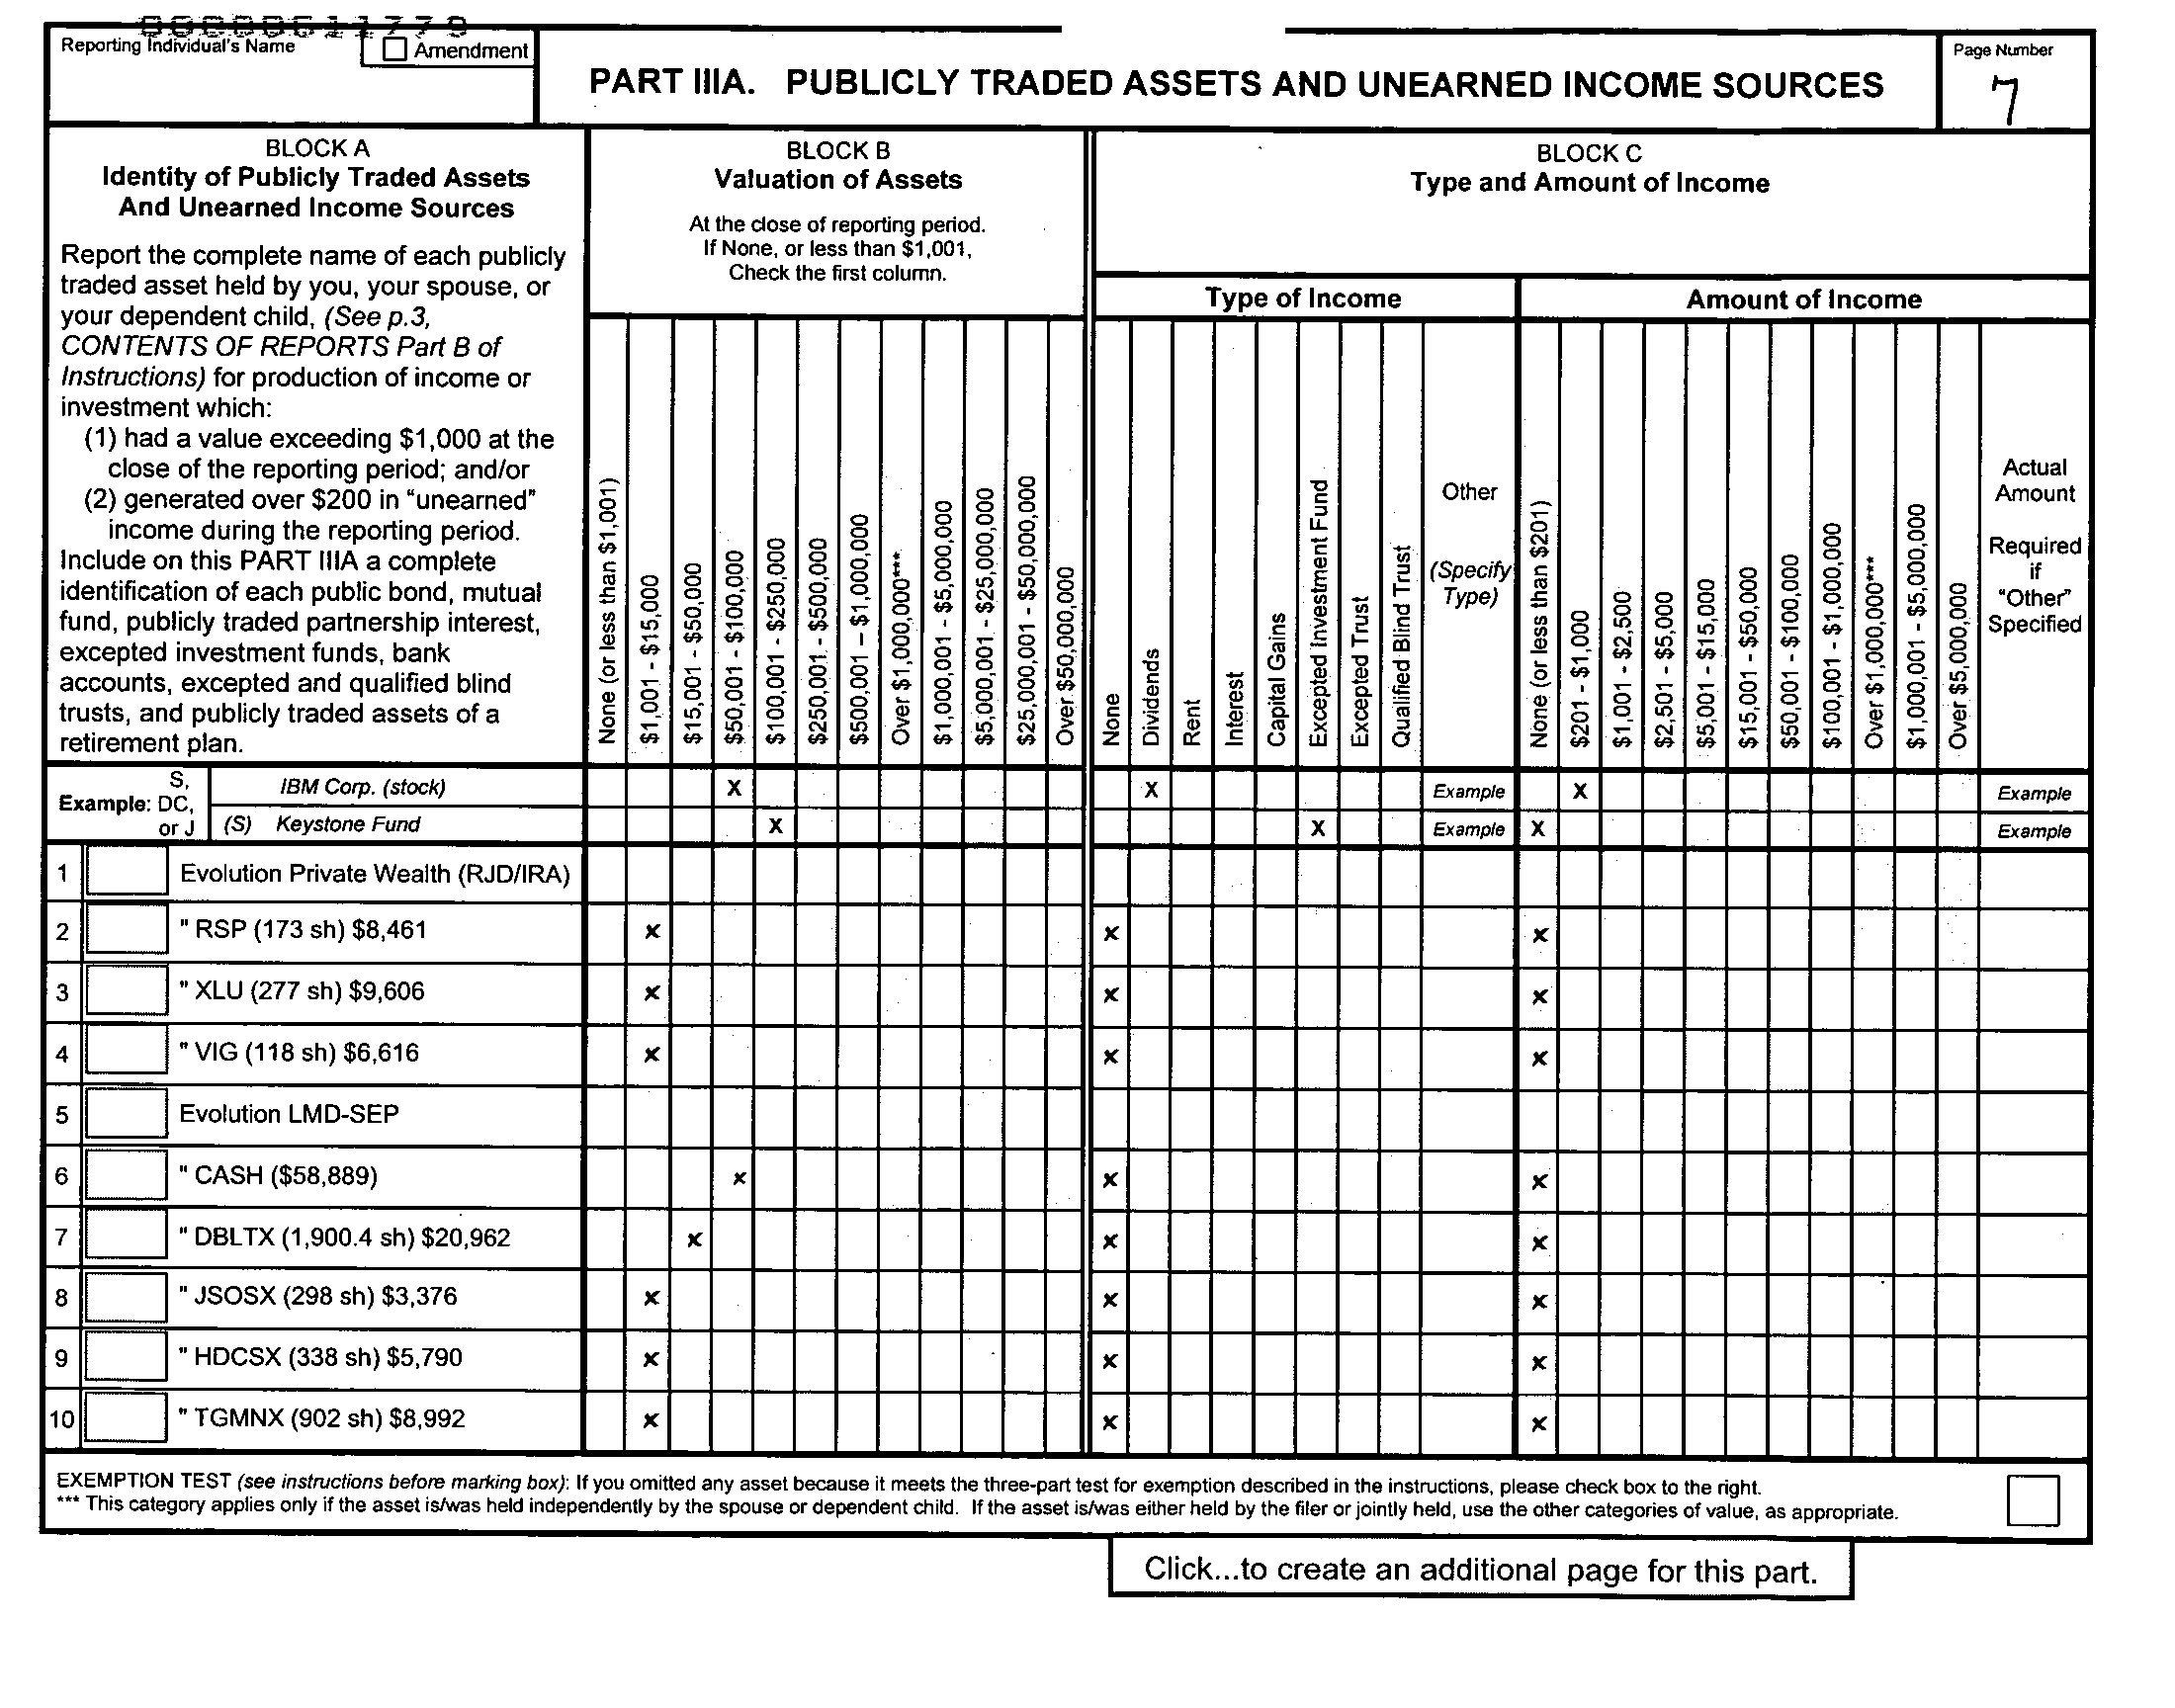 Reporting Individual's Name
Amendment
PART IIIA. PUBLICLY TRADED ASSETS AND UNEARNED INCOME SOURCES
Page Number
7
BLOCK A
Identity of Publicly Traded Assets
And Unearned Income Sources
Report the complete name of each publicly
traded asset held by you, your spouse, or
your dependent child, (See p.3,
CONTENTS OF REPORTS Part B of
Instructions) for production of income or
investment which:
(1) had a value exceeding $1,000 at the
close of the reporting period; and/or
(2) generated over $200 in "unearned"
income during the reporting period.
Include on this PART IIIA a complete
identification of each public bond, mutual
fund, publicly traded partnership interest,
excepted investment funds, bank
accounts, excepted and qualified blind
trusts, and publicly traded assets of a
retirement plan.
BLOCK B
Valuation of Assets
At the close of reporting period.
If None, or less than $1,001,
Check the first column.
None (or less than $1,001)
$1,001 - $15,000
$15,001 - $50,000
$50,001 - $100,000
$100,001 - $250,000
$250,001 - $500,000
$500,001 – $1,000,000
Over $1,000,000***
$1,000,001 - $5,000,000
$5,000,001 - $25,000,000
$25,000,001 - $50,000,000
Over $50,000,000
BLOCK C
Type and Amount of Income
Type of Income
None
Dividends
Rent
Interest
Capital Gains
Excepted Investment Fund
Excepted Trust
Qualified Blind Trust
Other
(Specify
Type)
Amount of Income
None (or less than $201)
$201 - $1,000
$1,001 - $2,500
$2,501 - $5,000
$5,001 - $15,000
$15,001 - $50,000
$50,001 - $100,000
$100,001 - $1,000,000
Over $1,000,000***
$1,000,001 - $5,000,000
Over $5,000,000
Actual
Amount
Required
if
"Other"
Specified
Example: S, DC, or J
IBM Corp. (stock) X X Example X Example
(S) Keystone Fund X X Example X Example
1 Evolution Private Wealth (RJD/IRA)
2 " RSP (173 sh) $8,461 x x x
3 " XLU (277 sh) $9,606 x x x
4 " VIG (118 sh) $6,616 x x x
5 Evolution LMD-SEP
6 " CASH ($58,889) x x x
7 " DBLTX (1,900.4 sh) $20,962 x x x
8 " JSOSX (298 sh) $3,376 x x x
9 " HDCSX (338 sh) $5,790 x x x
10 " TGMNX (902 sh) $8,992 x x x
EXEMPTION TEST (see instructions before marking box): If you omitted any asset because it meets the three-part test for exemption described in the instructions, please check box to the right.
*** This category applies only if the asset is/was held independently by the spouse or dependent child. If the asset is/was either held by the filer or jointly held, use the other categories of value, as appropriate.
Click...to create an additional page for this part.